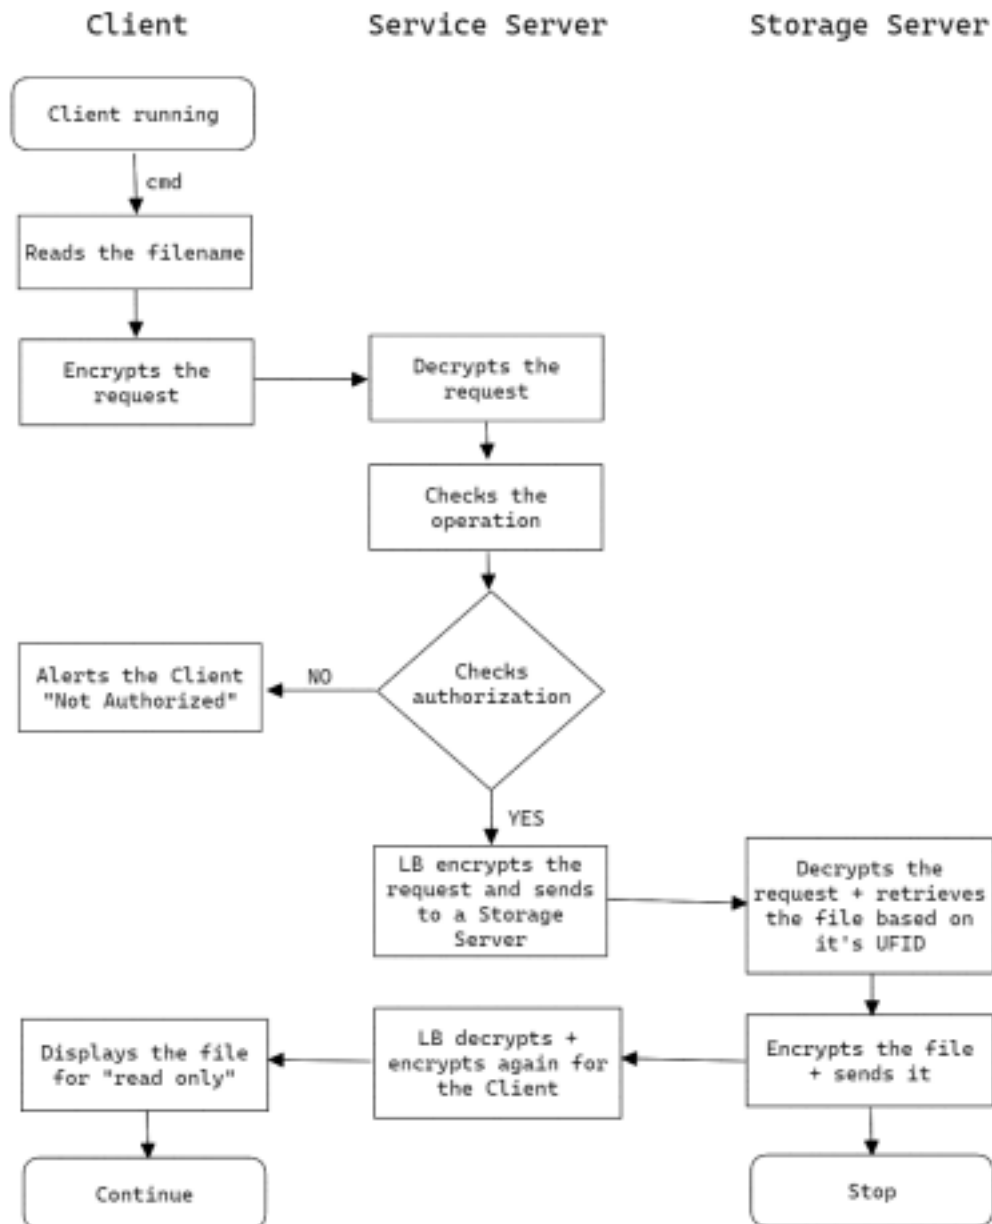 Client
Service Server
Storage Server
Client running
cmd
Reads the filename
Encrypts the
request
Decrypts the
request
Checks the
operation
Checks
authorization
NO
Alerts the Client
"Not Authorized"
YES
LB encrypts the
request and sends
to a Storage
Server
Decrypts the
request + retrieves
the file based on
it's UFID
Encrypts the file
+ sends it
LB decrypts +
encrypts again for
the Client
Displays the file
for "read only"
Continue
Stop